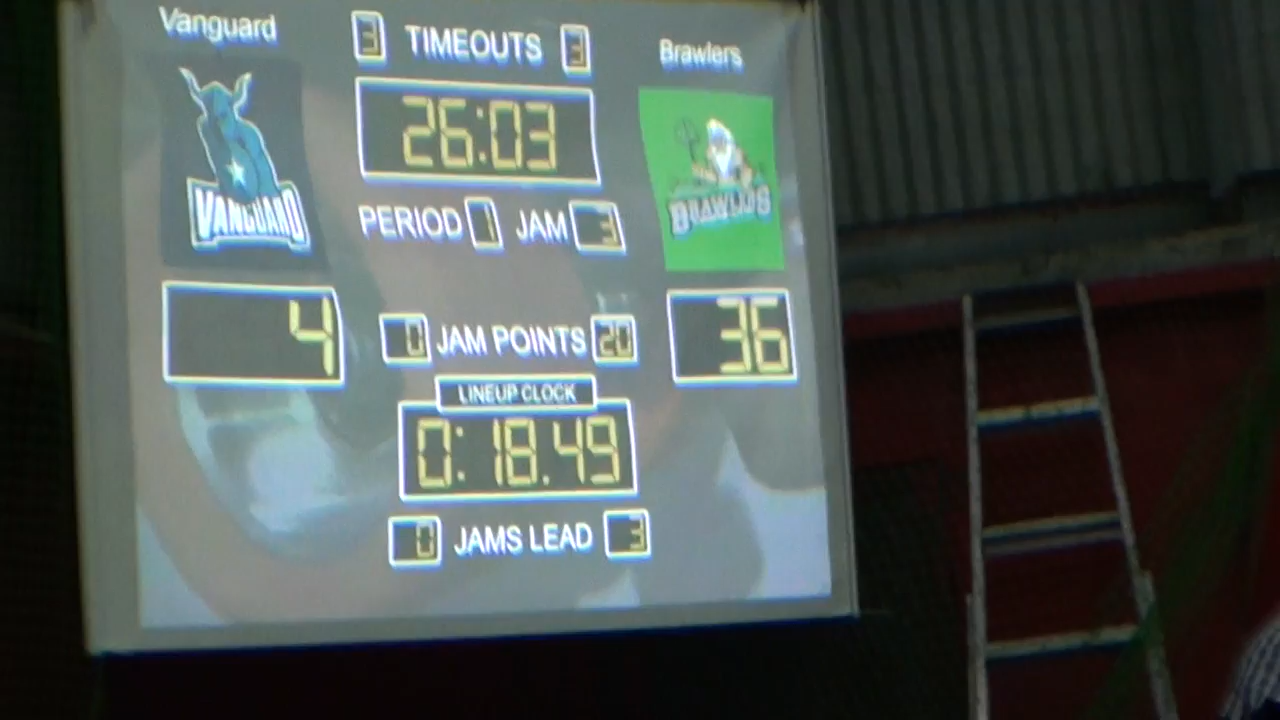 Vanguard
3 TIMEOUTS 3
Brawlers
26:03
VANGUARD
BRAWLERS
PERIOD 1 JAM 3
4
0 JAM POINTS 20
36
LINEUP CLOCK
0:18.49
0 JAMS LEAD 3